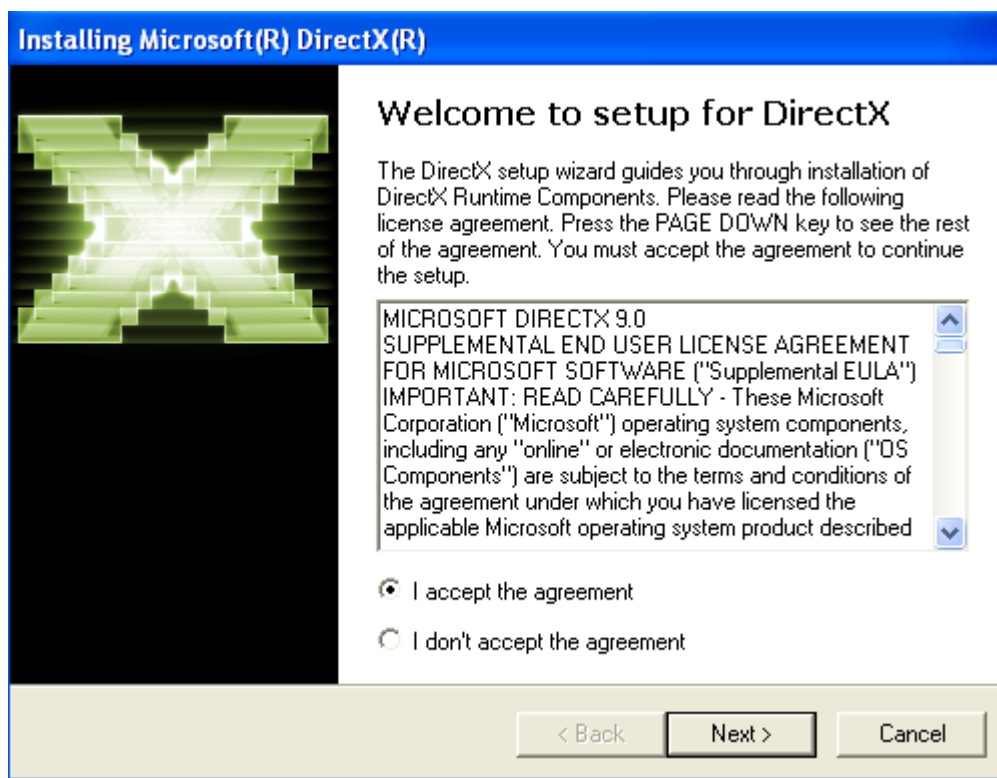 Installing Microsoft(R) DirectX(R)
Welcome to setup for DirectX
The DirectX setup wizard guides you through installation of
DirectX Runtime Components. Please read the following
license agreement. Press the PAGE DOWN key to see the rest
of the agreement. You must accept the agreement to continue
the setup.
MICROSOFT DIRECTX 9.0
SUPPLEMENTAL END USER LICENSE AGREEMENT
FOR MICROSOFT SOFTWARE ("Supplemental EULA")
IMPORTANT: READ CAREFULLY - These Microsoft
Corporation ("Microsoft") operating system components,
including any "online" or electronic documentation ("OS
Components") are subject to the terms and conditions of
the agreement under which you have licensed the
applicable Microsoft operating system product described
I accept the agreement
I don't accept the agreement
< Back
Next >
Cancel